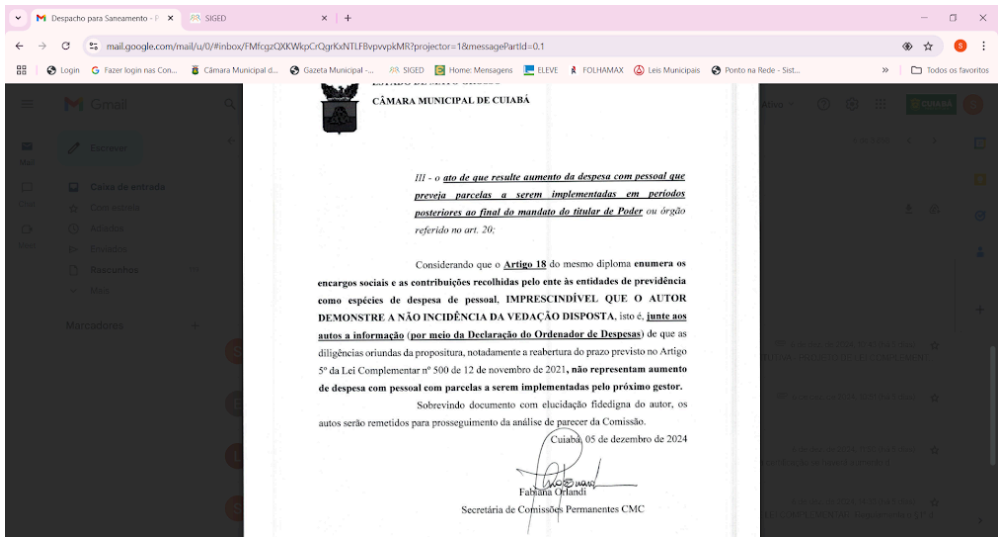 Despacho para Saneamento - P
SIGED
mail.google.com/mail/u/0/#inbox/FMfcgzQXKWkpCrQgrKxNTLFBvpvvpkMR?projector=1&messagePartId=0.1
Login
Fazer login nas Con...
Câmara Municipal d...
Gazeta Municipal -...
SIGED
Home: Mensagens
ELEVE
FOLHAMAX
Leis Municipais
Ponto na Rede - Sist...
»
Todos os favoritos
Gmail
CUIABÁ
Escrever
Mail
Caixa de entrada
Com estrela
Chat
Adiados
Meet
Enviados
Rascunhos
Mais
Marcadores
CÂMARA MUNICIPAL DE CUIABÁ
III - o ato de que resulte aumento da despesa com pessoal que
preveja parcelas a serem implementadas em períodos
posteriores ao final do mandato do titular de Poder ou órgão
referido no art. 20;
Considerando que o Artigo 18 do mesmo diploma enumera os
encargos sociais e as contribuições recolhidas pelo ente às entidades de previdência
como espécies de despesa de pessoal, IMPRESCINDÍVEL QUE O AUTOR
DEMONSTRE A NÃO INCIDÊNCIA DA VEDAÇÃO DISPOSTA, isto é, junte aos
autos a informação (por meio da Declaração do Ordenador de Despesas) de que as
diligências oriundas da propositura, notadamente a reabertura do prazo previsto no Artigo
5º da Lei Complementar nº 500 de 12 de novembro de 2021, não representam aumento
de despesa com pessoal com parcelas a serem implementadas pelo próximo gestor.
Sobrevindo documento com elucidação fidedigna do autor, os
autos serão remetidos para prosseguimento da análise de parecer da Comissão.
Cuiabá, 05 de dezembro de 2024
Fabiana Orlandi
Secretária de Comissões Permanentes CMC